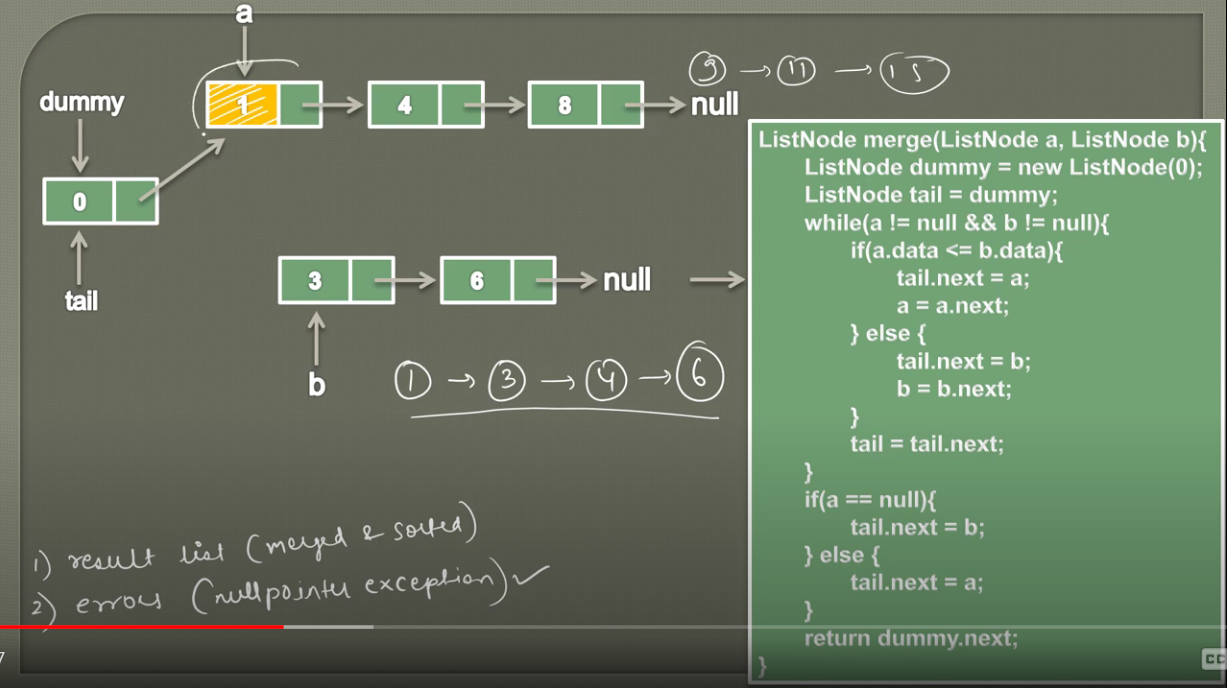 a
9 → 11 → 15
dummy
1
4
8
null
0
3
6
null
tail
b
1 → 3 → 4 → 6
ListNode merge(ListNode a, ListNode b){
ListNode dummy = new ListNode(0);
ListNode tail = dummy;
while(a != null && b != null){
if(a.data <= b.data){
tail.next = a;
a = a.next;
} else {
tail.next = b;
b = b.next;
}
tail = tail.next;
}
if(a == null){
tail.next = b;
} else {
tail.next = a;
}
return dummy.next;
}
1) result list (merged & sorted)
2) errors (nullpointer exception) ✓
7
CC